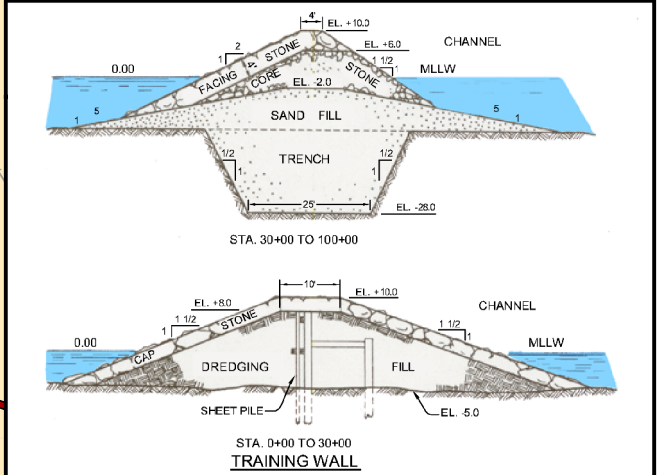 4'
EL. +10.0
2
1
FACING STONE
4'
EL. +6.0
CHANNEL
0.00
CORE STONE
1 1/2
1
MLLW
EL. -2.0
5
1
SAND FILL
5
1
TRENCH
1/2
1
1/2
1
25'
EL. -28.0
STA. 30+00 TO 100+00
10'
EL. +8.0
EL. +10.0
CHANNEL
1 1/2
1
CAP STONE
1 1/2
1
0.00
MLLW
DREDGING FILL
SHEET PILE
EL. -5.0
STA. 0+00 TO 30+00
TRAINING WALL